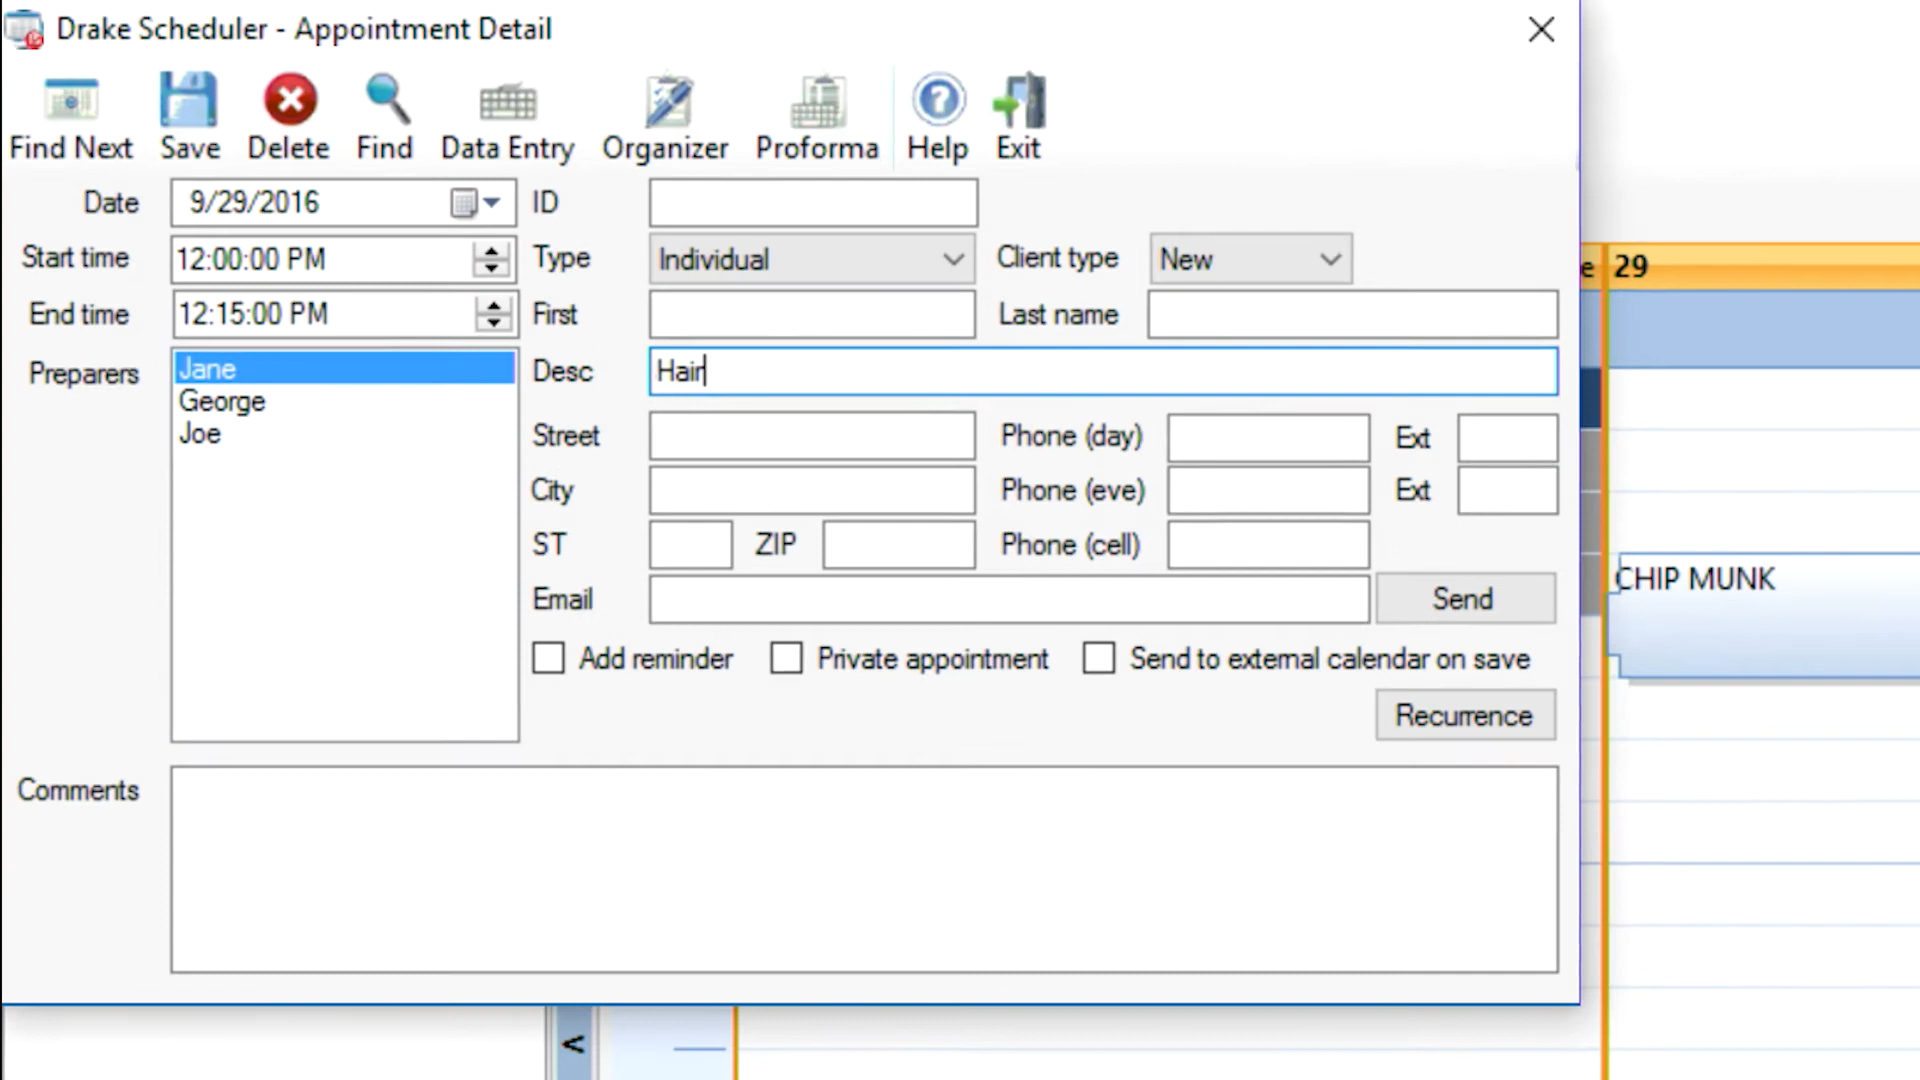 Drake Scheduler - Appointment Detail
Find Next Save Delete Find Data Entry Organizer Proforma Help Exit
Date 9/29/2016 ID
Start time 12:00:00 PM Type Individual Client type New
End time 12:15:00 PM First Last name
Preparers Jane Desc Hair
George
Joe
Street Phone (day) Ext
City Phone (eve) Ext
ST ZIP Phone (cell)
Email Send
Add reminder Private appointment Send to external calendar on save
Recurrence
Comments
e 29
CHIP MUNK
<